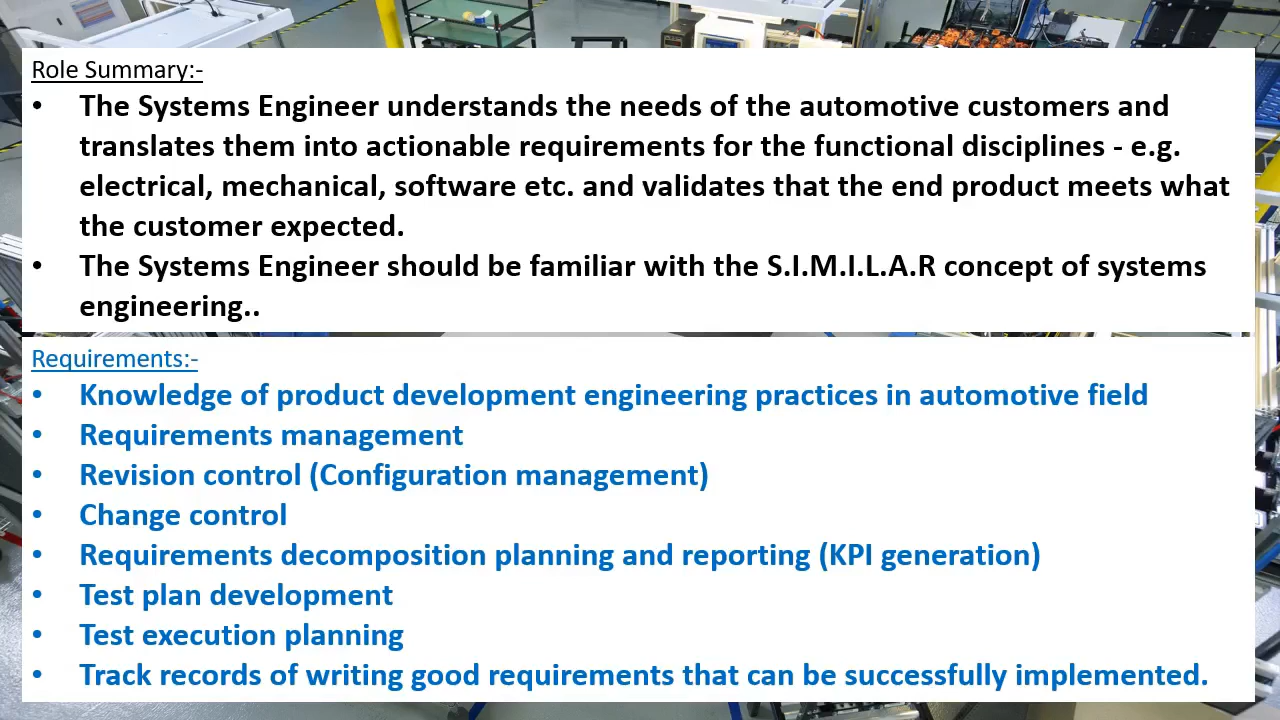 Role Summary:-
• The Systems Engineer understands the needs of the automotive customers and
translates them into actionable requirements for the functional disciplines - e.g.
electrical, mechanical, software etc. and validates that the end product meets what
the customer expected.
• The Systems Engineer should be familiar with the S.I.M.I.L.A.R concept of systems
engineering..
Requirements:-
• Knowledge of product development engineering practices in automotive field
• Requirements management
• Revision control (Configuration management)
• Change control
• Requirements decomposition planning and reporting (KPI generation)
• Test plan development
• Test execution planning
• Track records of writing good requirements that can be successfully implemented.